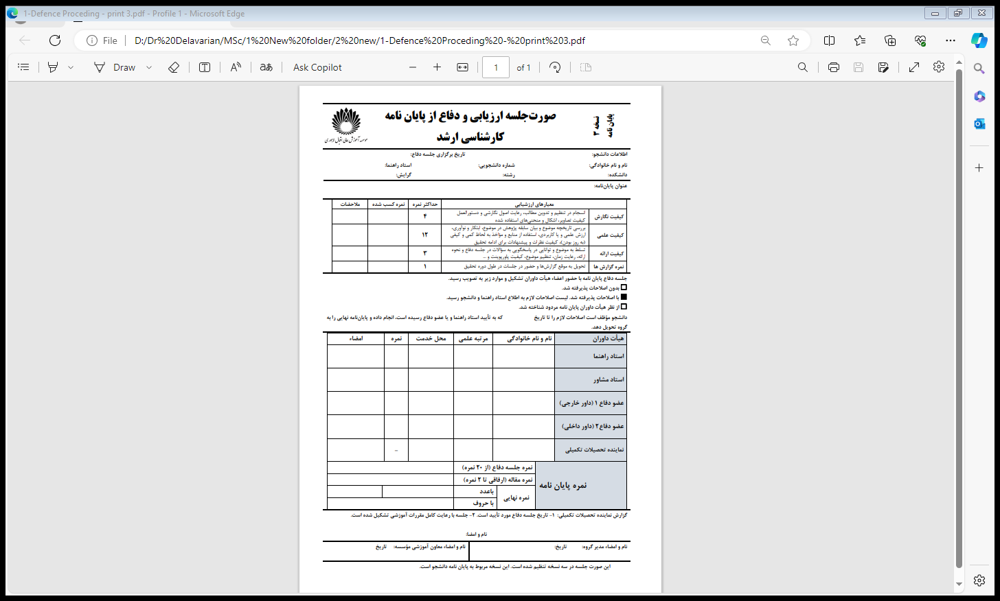 1-Defence Proceding - print 3.pdf - Profile 1 - Microsoft Edge
File D:/Dr%20Delavarian/MSc/1%20New%20folder/2%20new/1-Defence%20Proceding%20-%20print%203.pdf
Draw aあ Ask Copilot 1 of 1
صورت‌جلسه ارزیابی و دفاع از پایان نامه
کارشناسی ارشد
نسخه ۳
پایان نامه
موسسه آموزش عالی اقبال لاهوری
اطلاعات دانشجو: تاریخ برگزاری جلسه دفاع:
نام و نام خانوادگی: شماره دانشجویی: استاد راهنما:
دانشکده: رشته: گرایش:
عنوان پایان‌نامه:
معیارهای ارزشیابی حداکثر نمره نمره کسب شده ملاحضات
کیفیت نگارش انسجام در تنظیم و تدوین مطالب، رعایت اصول نگارشی و دستورالعمل ۴
کیفیت تصاویر، اشکال و منحنی‌های استفاده شده
کیفیت علمی بررسی تاریخچه موضوع و بیان سابقه پژوهش در موضوع، ابتکار و نوآوری، ۱۲
ارزش علمی و یا کاربردی، استفاده از منابع و مؤاخذ به لحاظ کمی و کیفی
(به روز بودن)، کیفیت نظرات و پیشنهادات برای ادامه تحقیق
کیفیت ارائه تسلط به موضوع و توانایی در پاسخگویی به سؤالات در جلسه دفاع و نحوه ۳
ارائه، رعایت زمان، تنظیم موضوع، کیفیت پاورپوینت و ...
نمره گزارش ها تحویل به موقع گزارش‌ها و حضور در جلسات در طول دوره تحقیق ۱
جلسه دفاع پایان نامه با حضور اعضاء هیأت داوران تشکیل و موارد زیر به تصویب رسید.
بدون اصلاحات پذیرفته شد.
با اصلاحات پذیرفته شد. لیست اصلاحات لازم به اطلاع استاد راهنما و دانشجو رسید.
از نظر هیأت داوران پایان نامه مردود شناخته شد.
دانشجو مؤظف است اصلاحات لازم را تا تاریخ که به تأیید استاد راهنما و یا عضو دفاع رسیده است، انجام داده و پایان‌نامه نهایی را به
گروه تحویل دهد.
هیأت داوران نام و نام خانوادگی مرتبه علمی محل خدمت نمره امضاء
استاد راهنما
استاد مشاور
عضو دفاع ۱ (داور خارجی)
عضو دفاع۲ (داور داخلی)
نماینده تحصیلات تکمیلی -
نمره پایان نامه
نمره جلسه دفاع (از ۲۰ نمره)
نمره مقاله (ارفاقی تا ۲ نمره)
نمره نهایی
باعدد
با حروف
گزارش نماینده تحصیلات تکمیلی: ۱- تاریخ جلسه دفاع مورد تأیید است. ۲- جلسه با رعایت کامل مقررات آموزشی تشکیل شده است.
نام و امضا:
نام و امضاء مدیر گروه: تاریخ: نام و امضاء معاون آموزشی مؤسسه: تاریخ
این صورت جلسه در سه نسخه تنظیم شده است. این نسخه مربوط به پایان نامه دانشجو است.